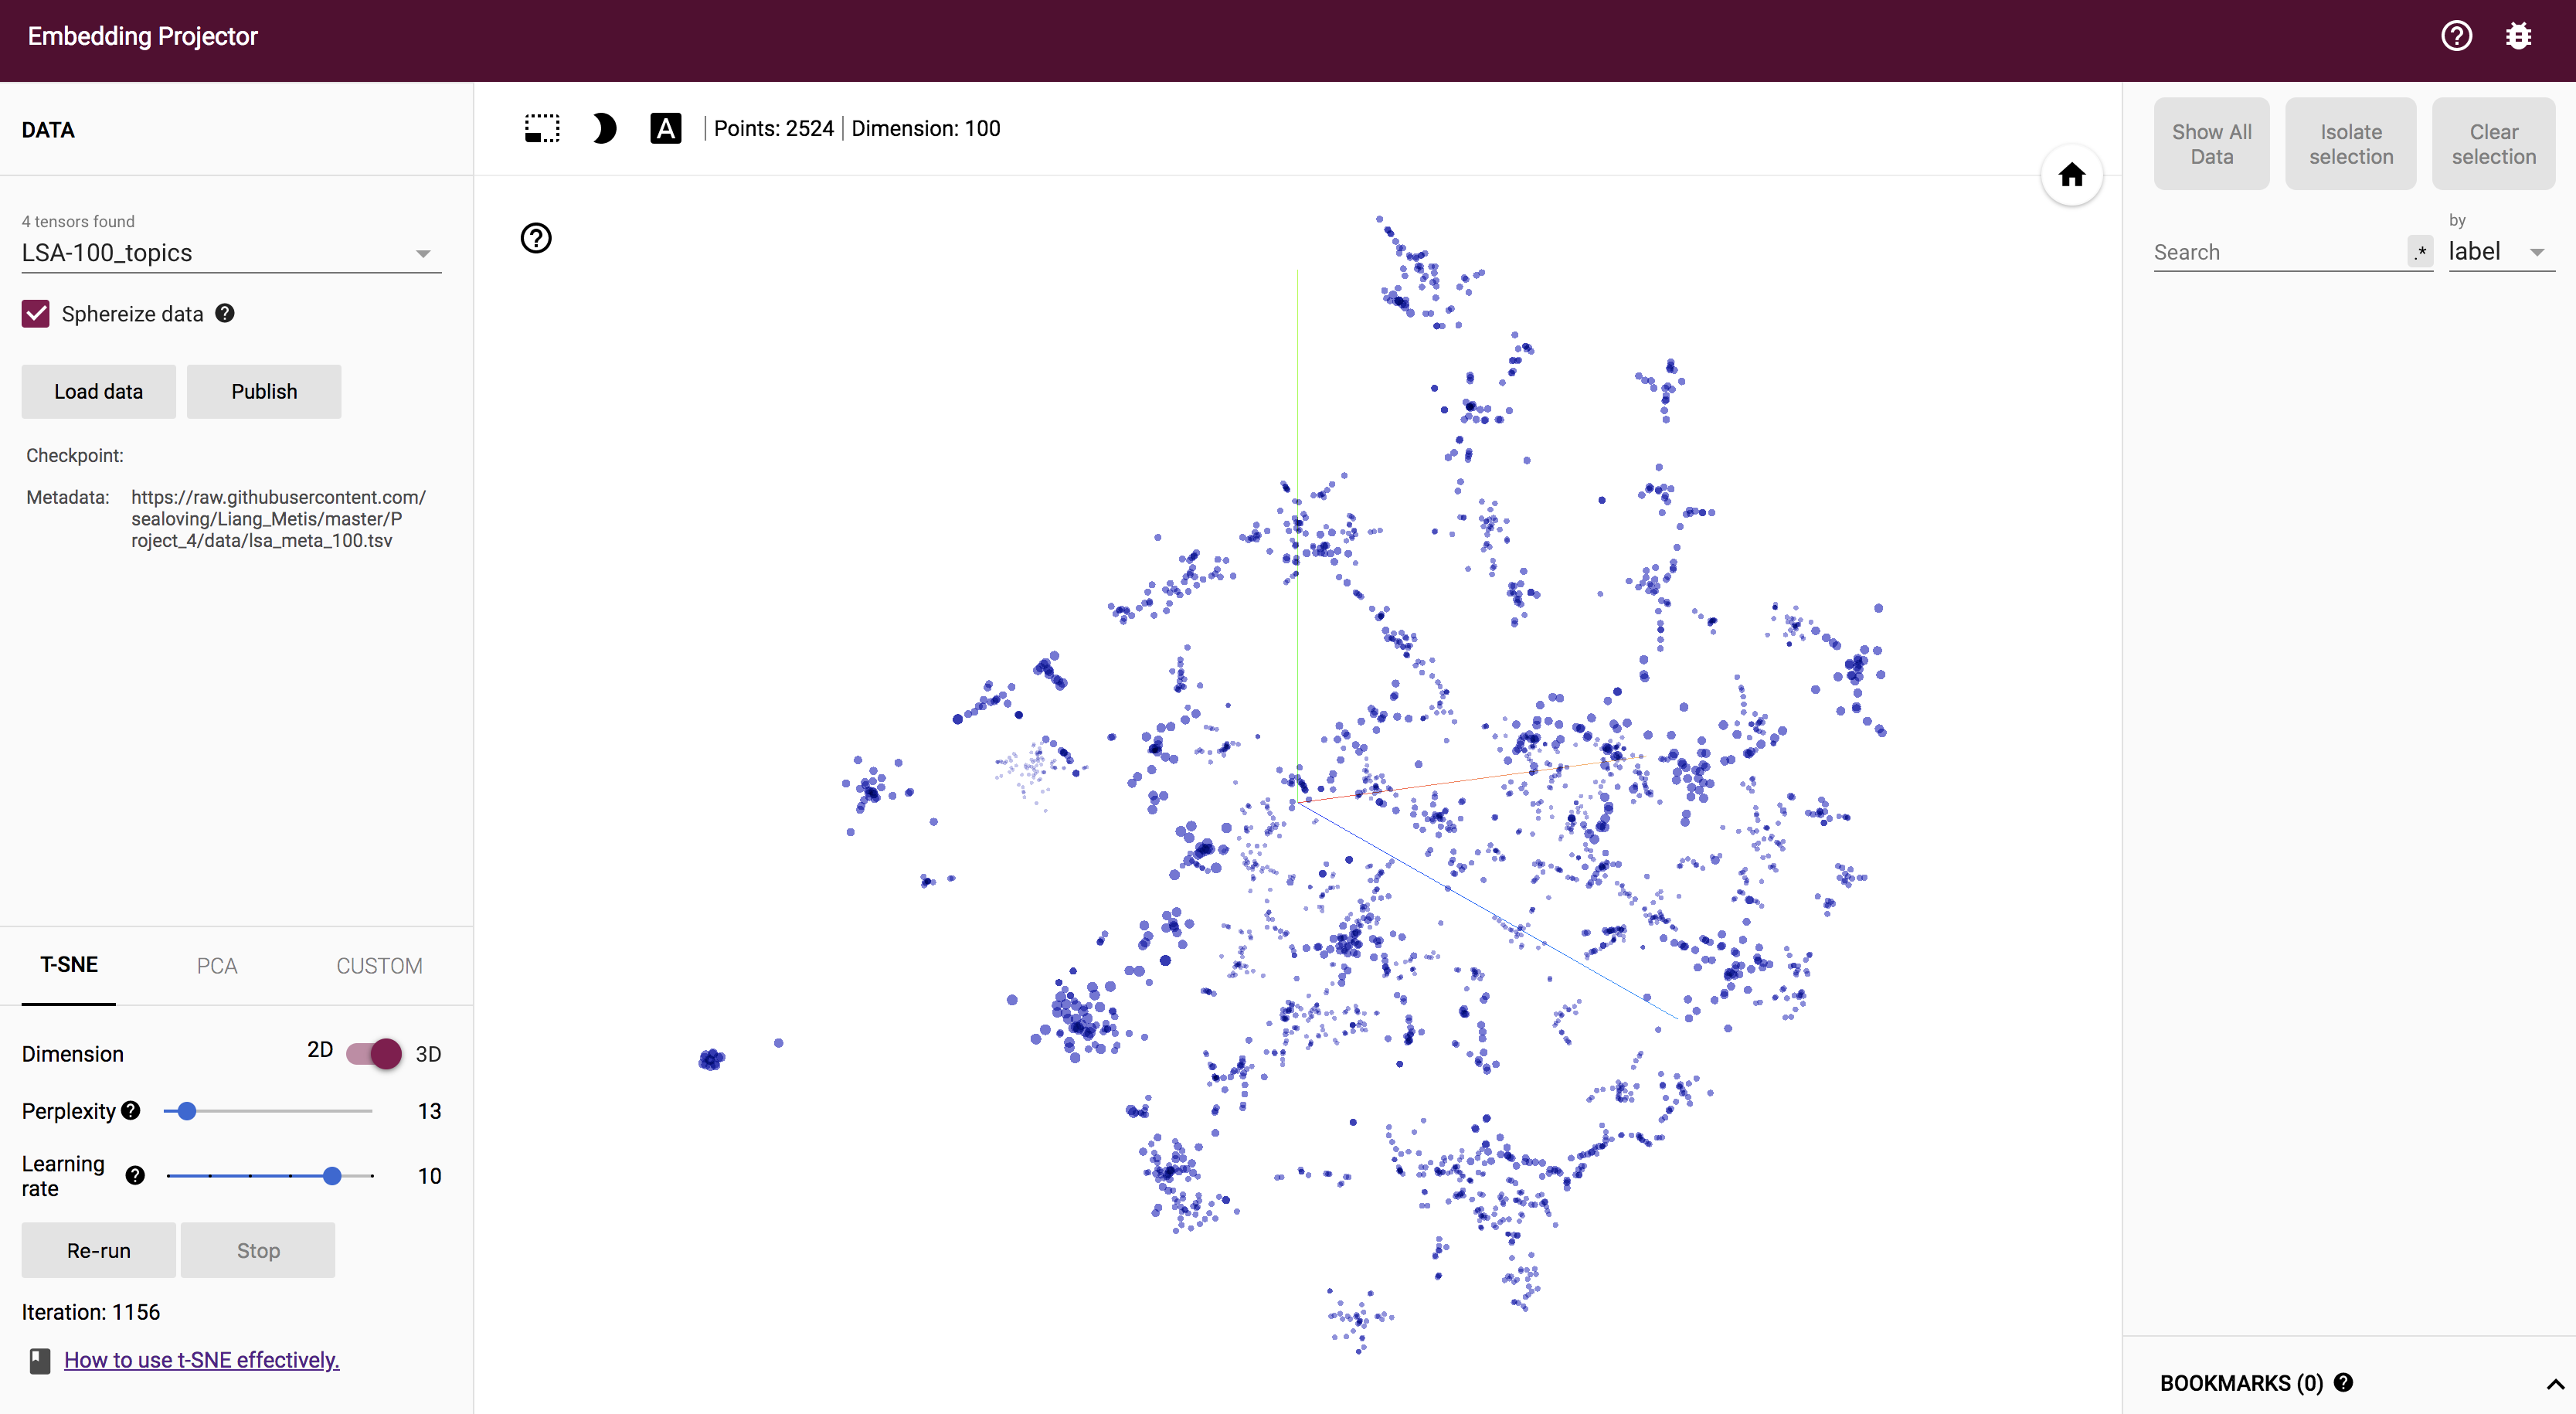 Embedding Projector
DATA
4 tensors found
LSA-100_topics
Sphereize data
Load data
Publish
Checkpoint:
Metadata:
https://raw.githubusercontent.com/
sealoving/Liang_Metis/master/P
roject_4/data/lsa_meta_100.tsv
T-SNE
PCA
CUSTOM
Dimension
2D
3D
Perplexity
13
Learning
rate
10
Re-run
Stop
Iteration: 1156
How to use t-SNE effectively.
A
Points: 2524
Dimension: 100
Show All
Data
Isolate
selection
Clear
selection
Search
.*
by
label
BOOKMARKS (0)